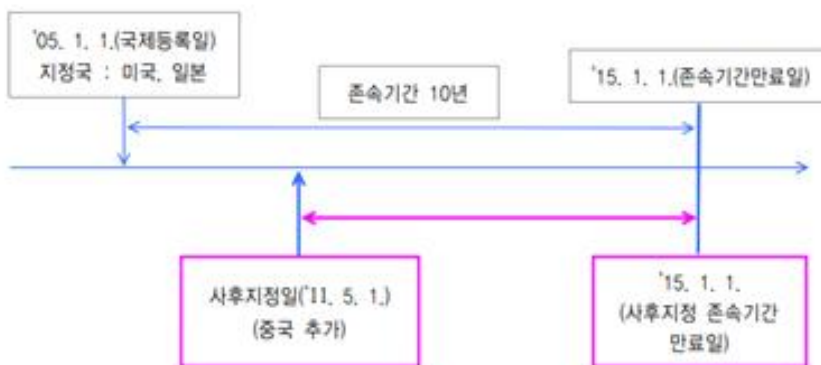 '05. 1. 1.(국제등록일)
지정국 : 미국, 일본
존속기간 10년
'15. 1. 1.(존속기간만료일)
사후지정일('11. 5. 1.)
(중국 추가)
'15. 1. 1.
(사후지정 존속기간
만료일)